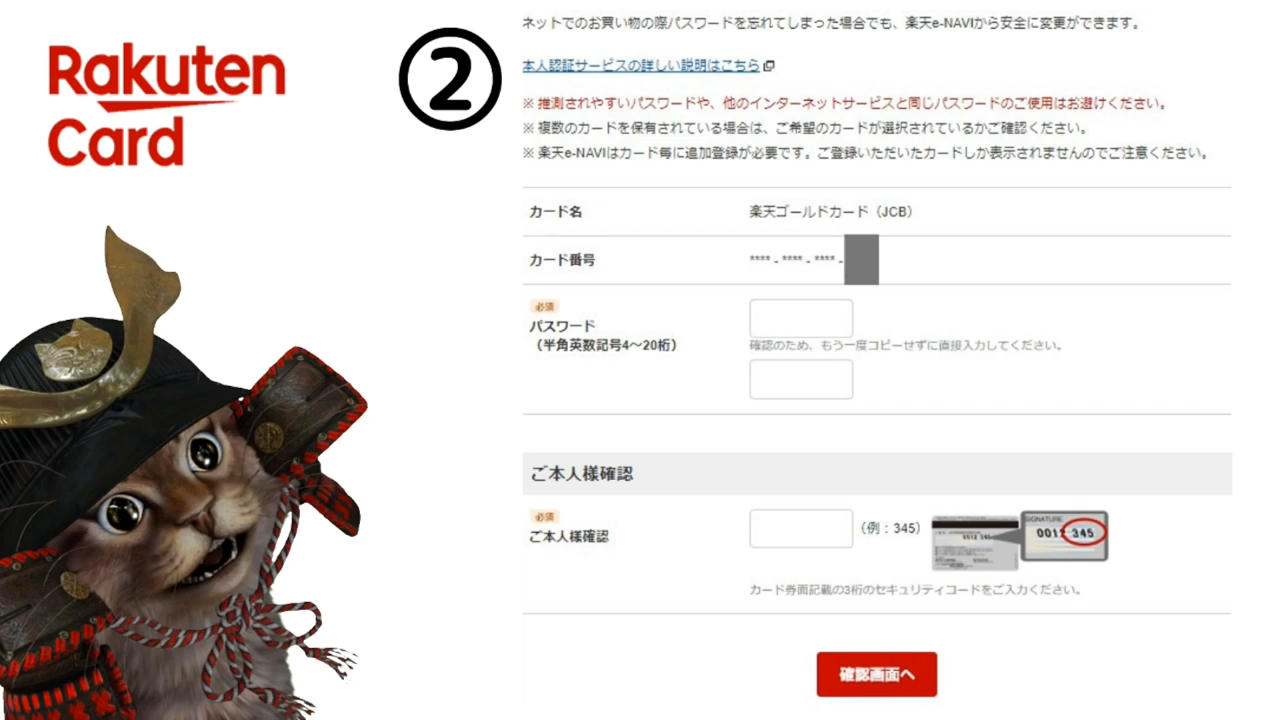 Rakuten
Card
②
ネットでのお買い物の際パスワードを忘れてしまった場合でも、楽天e-NAVIから安全に変更ができます。
本人認証サービスの詳しい説明はこちら
※ 推測されやすいパスワードや、他のインターネットサービスと同じパスワードのご使用はお避けください。
※ 複数のカードを保有されている場合は、ご希望のカードが選択されているかご確認ください。
※ 楽天e-NAVIはカード毎に追加登録が必要です。ご登録いただいたカードしか表示されませんのでご注意ください。
カード名 楽天ゴールドカード（JCB）
カード番号 **** - **** - **** -
必須
パスワード
（半角英数記号4～20桁）
確認のため、もう一度コピーせずに直接入力してください。
ご本人様確認
必須
ご本人様確認 （例：345）
SIGNATURE
0012 345
0012 345
カード券面記載の3桁のセキュリティコードをご入力ください。
確認画面へ